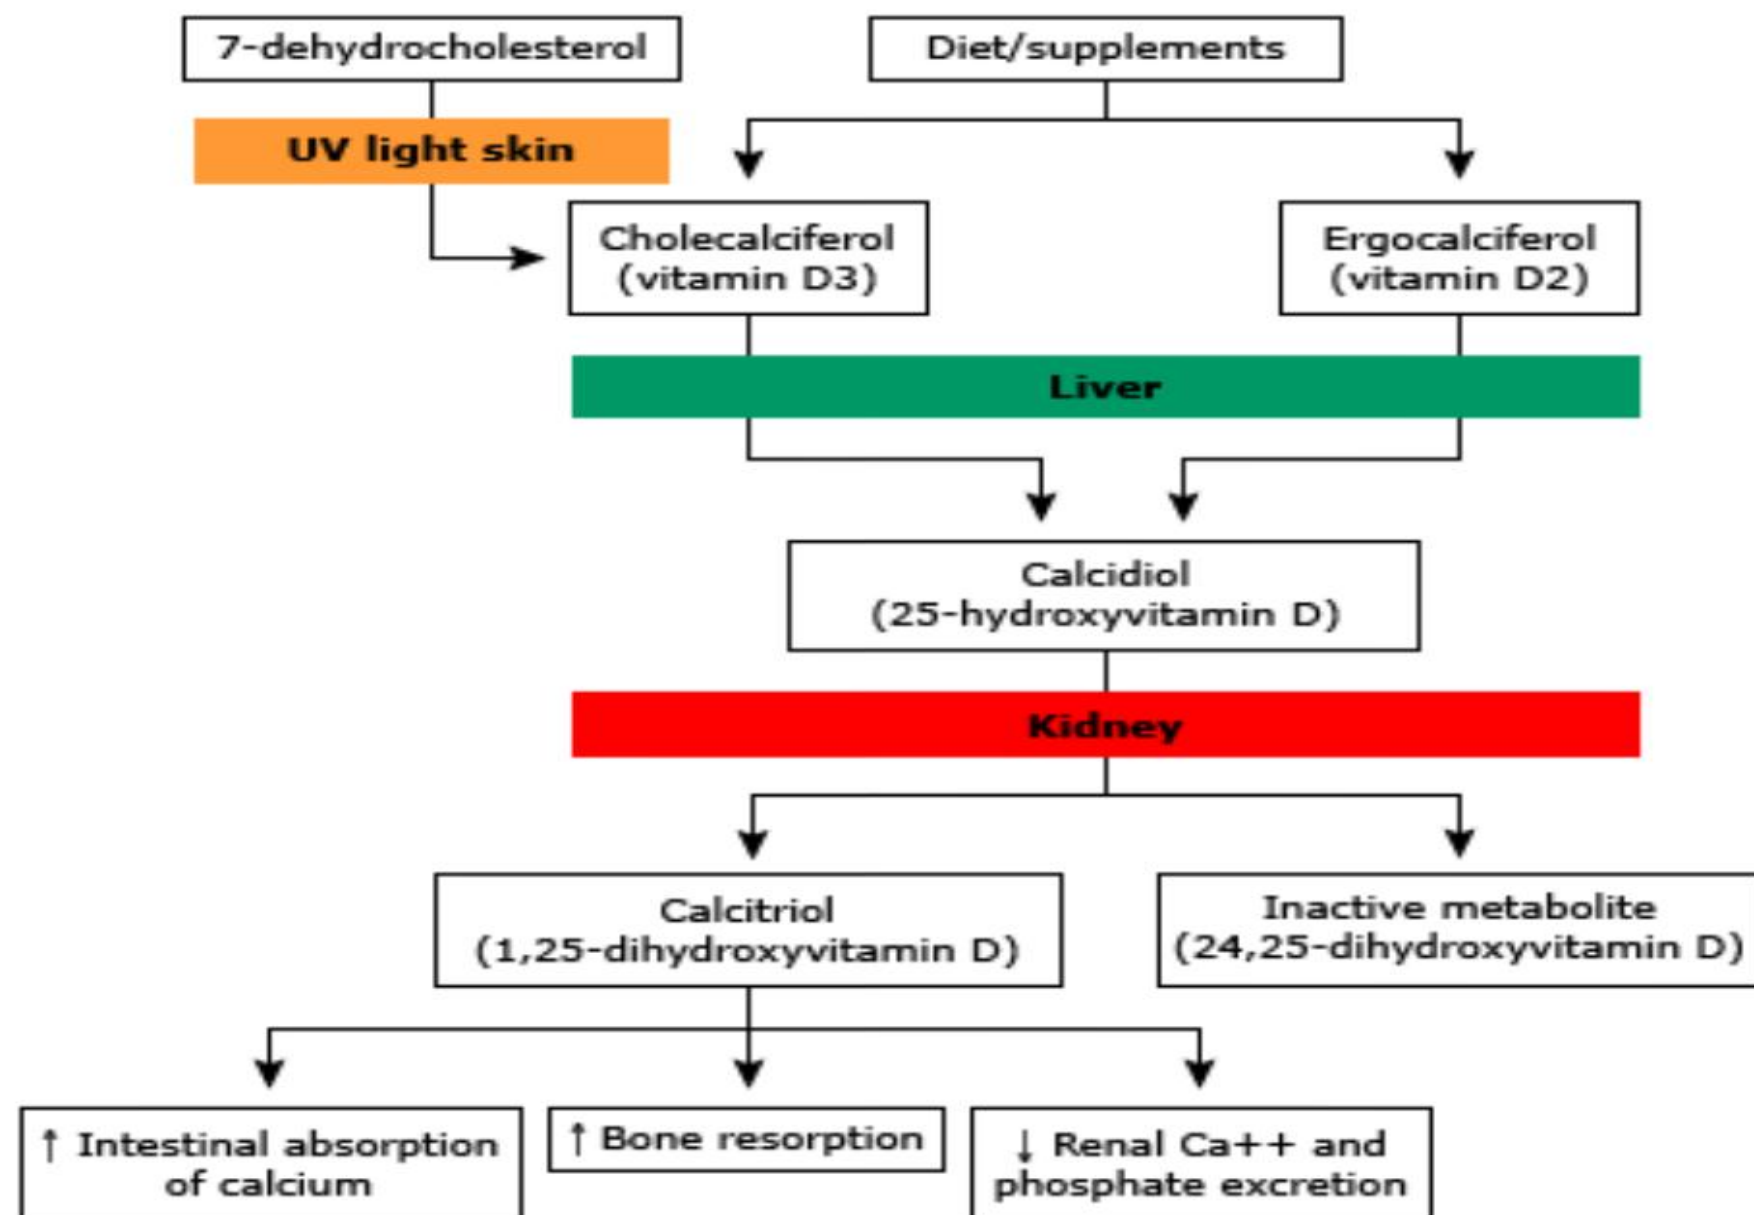 7-dehydrocholesterol
Diet/supplements
UV light skin
Cholecalciferol
(vitamin D3)
Ergocalciferol
(vitamin D2)
Liver
Calcidiol
(25-hydroxyvitamin D)
Kidney
Calcitriol
(1,25-dihydroxyvitamin D)
Inactive metabolite
(24,25-dihydroxyvitamin D)
↑ Intestinal absorption
of calcium
↑ Bone resorption
↓ Renal Ca++ and
phosphate excretion